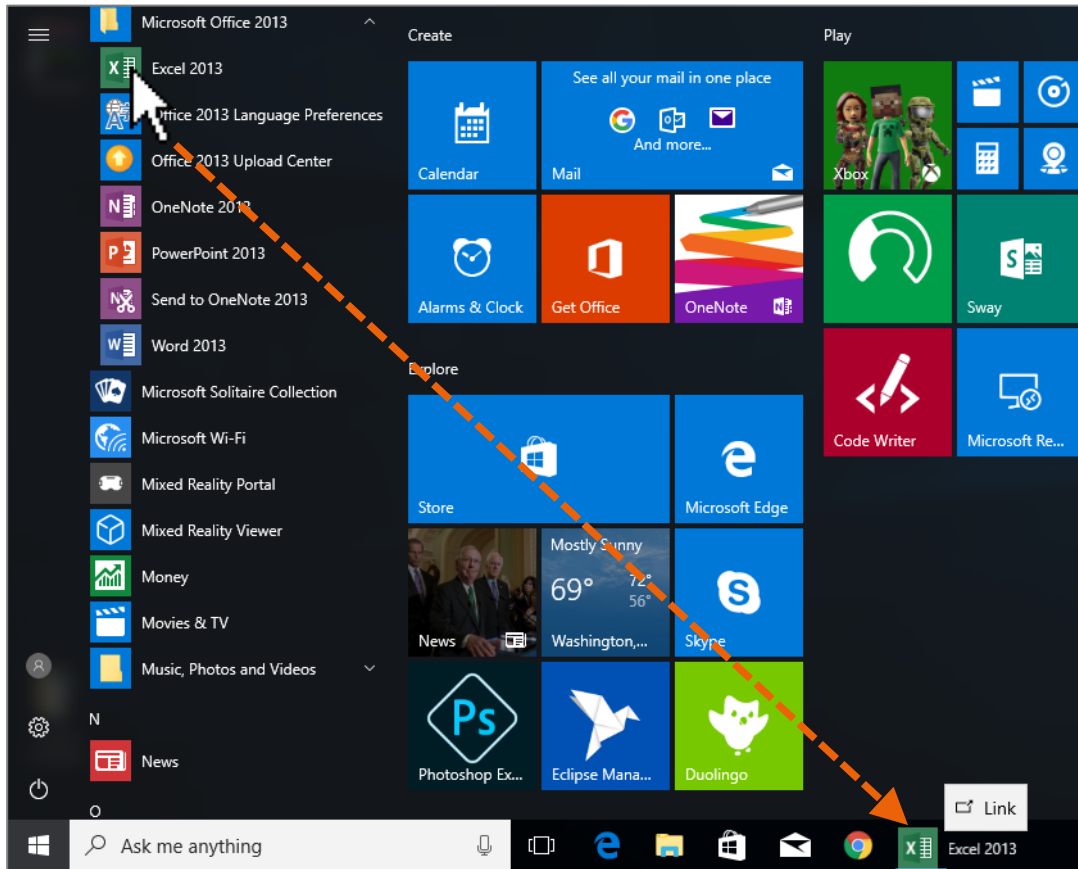 Microsoft Office 2013
Excel 2013
Office 2013 Language Preferences
Office 2013 Upload Center
OneNote 2013
PowerPoint 2013
Send to OneNote 2013
Word 2013
Microsoft Solitaire Collection
Microsoft Wi-Fi
Mixed Reality Portal
Mixed Reality Viewer
Money
Movies & TV
Music, Photos and Videos
N
News
O
Create
Calendar
See all your mail in one place
And more...
Mail
Alarms & Clock
Get Office
OneNote
Explore
Store
Microsoft Edge
News
Mostly Sunny
69°
72°
56°
Washington,...
Skype
Ps
Photoshop Ex...
Eclipse Mana...
Duolingo
Play
Xbox
Sway
Code Writer
Microsoft Re...
Link
Ask me anything
Excel 2013